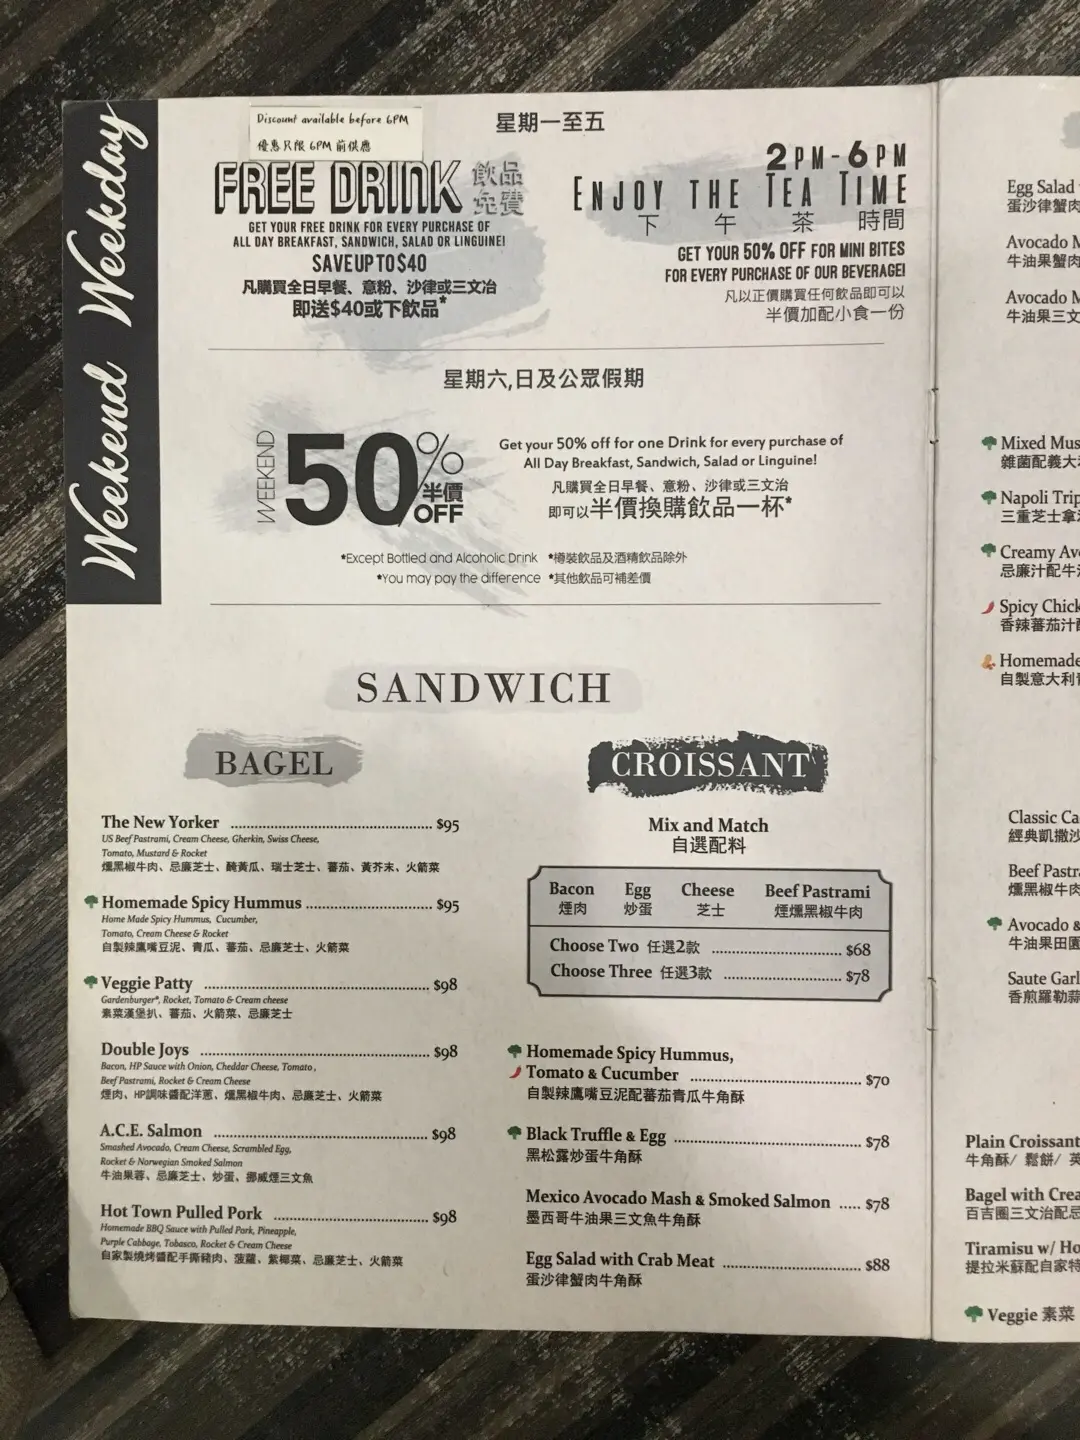 Weekday
Weekend
Discount available before 6PM
優惠只限 6PM 前供應
星期一至五
FREE DRINK 飲品免費
GET YOUR FREE DRINK FOR EVERY PURCHASE OF
ALL DAY BREAKFAST, SANDWICH, SALAD OR LINGUINE!
SAVE UP TO $40
凡購買全日早餐、意粉、沙律或三文治
即送$40或下飲品*
2PM-6PM
ENJOY THE TEA TIME
下午茶時間
GET YOUR 50% OFF FOR MINI BITES
FOR EVERY PURCHASE OF OUR BEVERAGE!
凡以正價購買任何飲品即可以
半價加配小食一份
星期六,日及公眾假期
WEEKEND 50% 半價 OFF
Get your 50% off for one Drink for every purchase of
All Day Breakfast, Sandwich, Salad or Linguine!
凡購買全日早餐、意粉、沙律或三文治
即可以半價換購飲品一杯*
*Except Bottled and Alcoholic Drink *樽裝飲品及酒精飲品除外
*You may pay the difference *其他飲品可補差價
SANDWICH
BAGEL
The New Yorker $95
US Beef Pastrami, Cream Cheese, Gherkin, Swiss Cheese,
Tomato, Mustard & Rocket
燻黑椒牛肉、忌廉芝士、醃黃瓜、瑞士芝士、蕃茄、黃芥末、火箭菜
Homemade Spicy Hummus $95
Home Made Spicy Hummus, Cucumber,
Tomato, Cream Cheese & Rocket
自製辣鷹嘴豆泥、青瓜、蕃茄、忌廉芝士、火箭菜
Veggie Patty $98
Gardenburger®, Rocket, Tomato & Cream cheese
素菜漢堡扒、蕃茄、火箭菜、忌廉芝士
Double Joys $98
Bacon, HP Sauce with Onion, Cheddar Cheese, Tomato,
Beef Pastrami, Rocket & Cream Cheese
煙肉、HP調味醬配洋蔥、燻黑椒牛肉、忌廉芝士、火箭菜
A.C.E. Salmon $98
Smashed Avocado, Cream Cheese, Scrambled Egg,
Rocket & Norwegian Smoked Salmon
牛油果蓉、忌廉芝士、炒蛋、挪威煙三文魚
Hot Town Pulled Pork $98
Homemade BBQ Sauce with Pulled Pork, Pineapple,
Purple Cabbage, Tobasco, Rocket & Cream Cheese
自家製燒烤醬配手撕豬肉、菠蘿、紫椰菜、忌廉芝士、火箭菜
CROISSANT
Mix and Match
自選配料
Bacon Egg Cheese Beef Pastrami
煙肉 炒蛋 芝士 煙燻黑椒牛肉
Choose Two 任選2款 $68
Choose Three 任選3款 $78
Homemade Spicy Hummus,
Tomato & Cucumber $70
自製辣鷹嘴豆泥配蕃茄青瓜牛角酥
Black Truffle & Egg $78
黑松露炒蛋牛角酥
Mexico Avocado Mash & Smoked Salmon $78
墨西哥牛油果三文魚牛角酥
Egg Salad with Crab Meat $88
蛋沙律蟹肉牛角酥
Egg Salad
蛋沙律蟹肉
Avocado
牛油果蟹肉
Avocado
牛油果三文
Mixed
雜菌配義大
Napoli
三重芝士拿
Creamy
忌廉汁配牛
Spicy
香辣蕃茄汁
Homemade
自製意大利
Classic
經典凱撒沙
Beef
燻黑椒牛肉
Avocado &
牛油果田園
Saute
香煎羅勒蒜
Plain Croissant
牛角酥/ 鬆餅/ 英
Bagel with
百吉圈三文治配忌
Tiramisu w/
提拉米蘇配自家特
Veggie 素菜